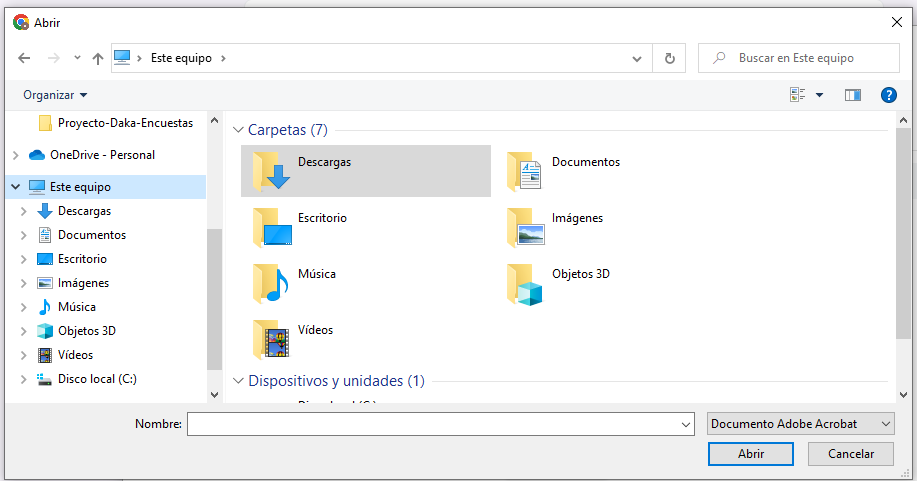 Abrir
Este equipo
Buscar en Este equipo
Organizar
?
Proyecto-Daka-Encuestas
OneDrive - Personal
Este equipo
Descargas
Documentos
Escritorio
Imágenes
Música
Objetos 3D
Vídeos
Disco local (C:)
Carpetas (7)
Descargas
Documentos
Escritorio
Imágenes
Música
Objetos 3D
Vídeos
Dispositivos y unidades (1)
Disco local (C:)
Nombre:
Documento Adobe Acrobat
Abrir
Cancelar